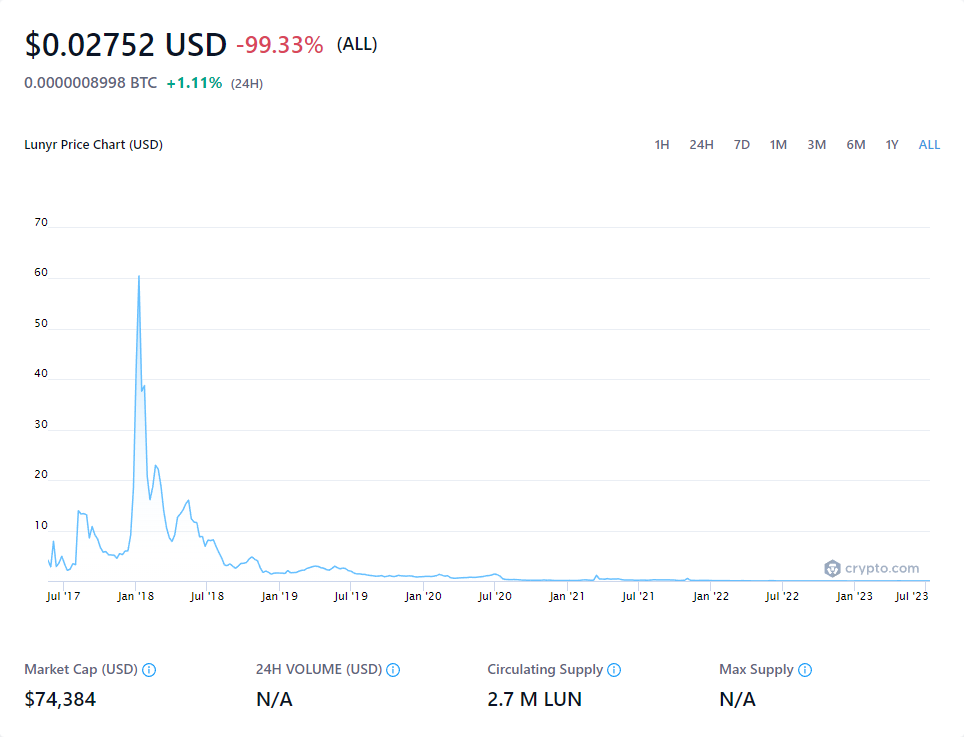 $0.02752 USD -99.33% (ALL)
0.0000008998 BTC +1.11% (24H)
Lunyr Price Chart (USD) 1H 24H 7D 1M 3M 6M 1Y ALL
70
60
50
40
30
20
10
crypto.com
Jul '17 Jan '18 Jul '18 Jan '19 Jul '19 Jan '20 Jul '20 Jan '21 Jul '21 Jan '22 Jul '22 Jan '23 Jul '23
Market Cap (USD) 24H VOLUME (USD) Circulating Supply Max Supply
$74,384 N/A 2.7 M LUN N/A